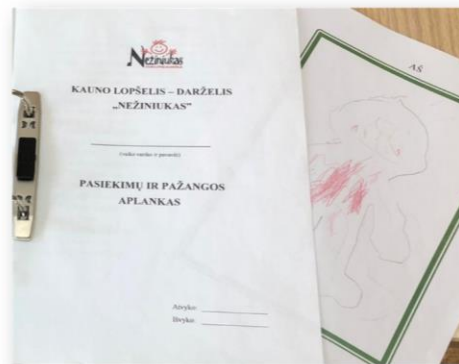 Nežiniukas
KAUNO LOPŠELIS – DARŽELIS
„NEŽINIUKAS”
(vaiko vardas ir pavardė)
PASIEKIMŲ IR PAŽANGOS
APLANKAS
Atvyko:
Išvyko:
AŠ